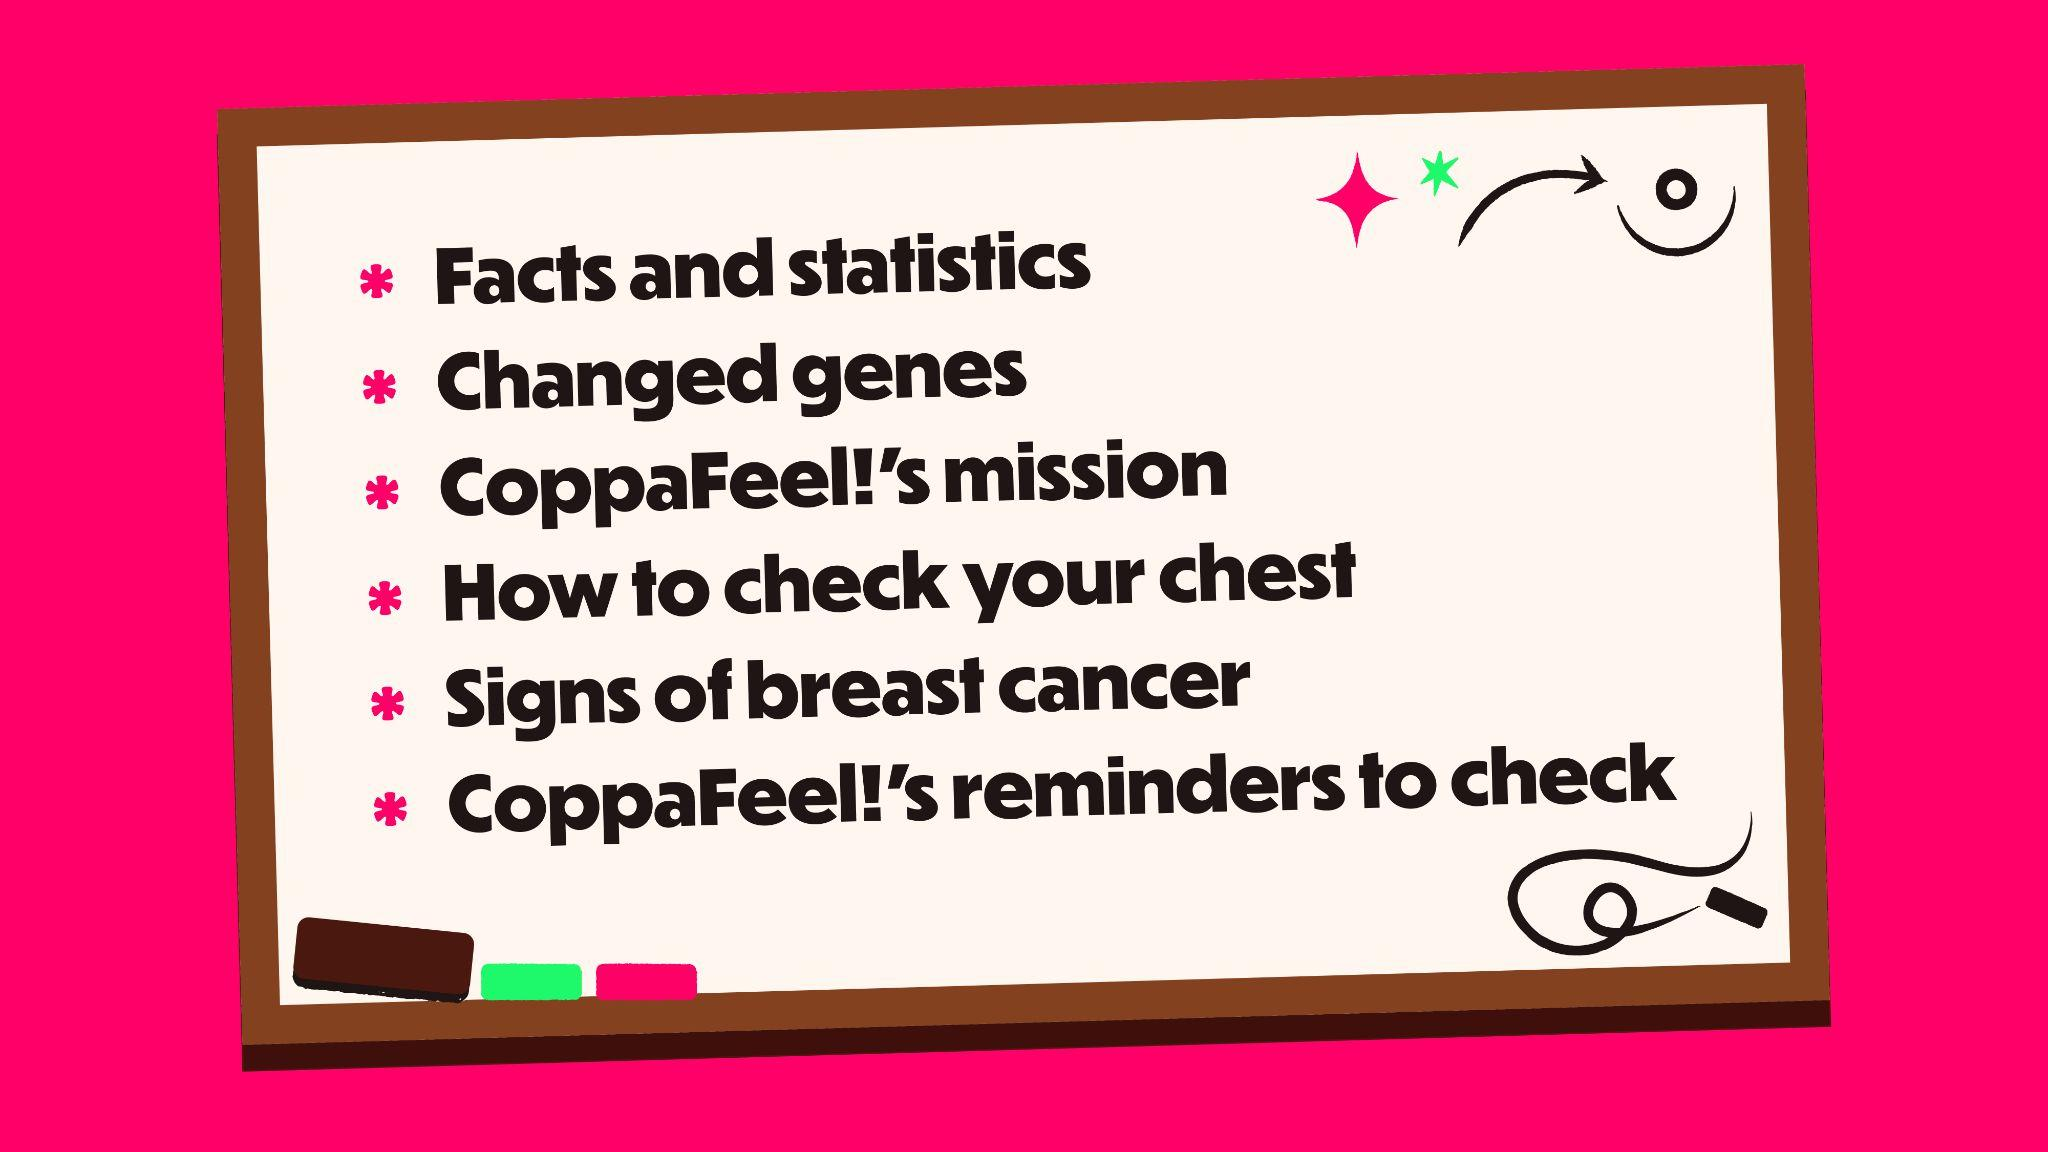 Facts and statistics
Changed genes
CoppaFeel!’s mission
How to check your chest
Signs of breast cancer
CoppaFeel!’s reminders to check